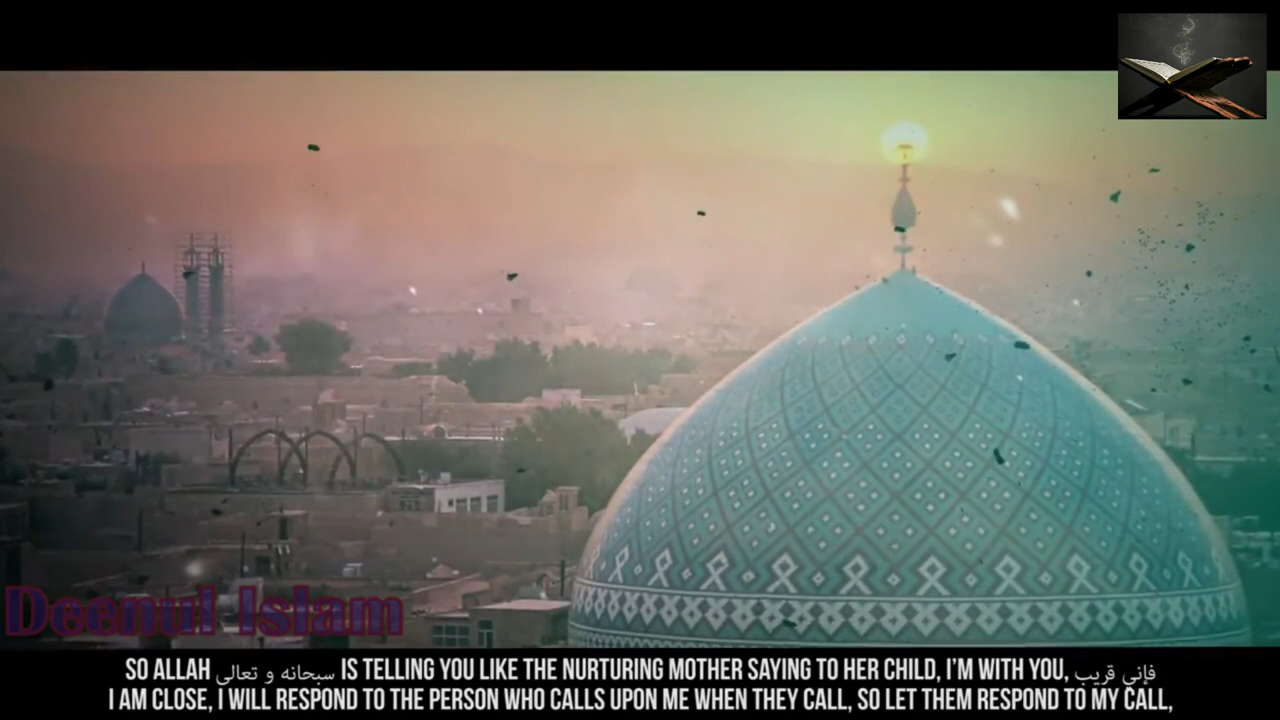 Deenul Islam
SO ALLAH سبحانه و تعالى IS TELLING YOU LIKE THE NURTURING MOTHER SAYING TO HER CHILD, I'M WITH YOU, فإني قريب
I AM CLOSE, I WILL RESPOND TO THE PERSON WHO CALLS UPON ME WHEN THEY CALL, SO LET THEM RESPOND TO MY CALL,